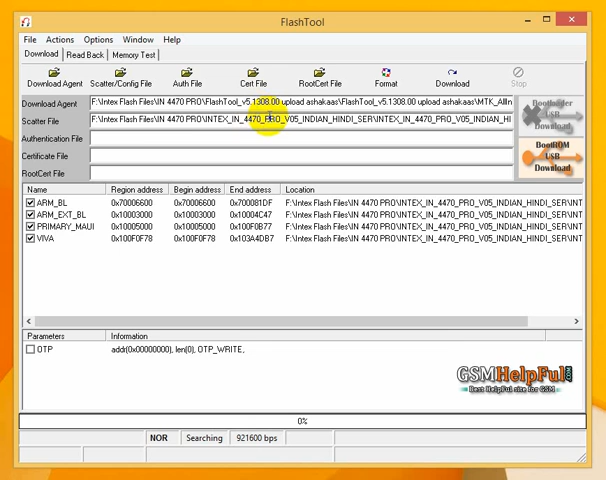 FlashTool
File Actions Options Window Help
Download Read Back Memory Test
Download Agent Scatter/Config File Auth File Cert File RootCert File Format Download Stop
Download Agent F:\Intex Flash Files\IN 4470 PRO\FlashTool_v5.1308.00 upload ashakaas\FlashTool_v5.1308.00 upload ashakaas\MTK_AllIn
Scatter File F:\Intex Flash Files\IN 4470 PRO\INTEX_IN_4470_PRO_V05_INDIAN_HINDI_SER\INTEX_IN_4470_PRO_V05_INDIAN_HI
Authentication File
Certificate File
RootCert File
Bootloader
USB
Download
BootROM
USB
Download
Name Region address Begin address End address Location
ARM_BL 0x70006600 0x70006600 0x700081DF F:\Intex Flash Files\IN 4470 PRO\INTEX_IN_4470_PRO_V05_INDIAN_HINDI_SER\INT
ARM_EXT_BL 0x10003000 0x10003000 0x10004C47 F:\Intex Flash Files\IN 4470 PRO\INTEX_IN_4470_PRO_V05_INDIAN_HINDI_SER\INT
PRIMARY_MAUI 0x10005000 0x10005000 0x100F0B77 F:\Intex Flash Files\IN 4470 PRO\INTEX_IN_4470_PRO_V05_INDIAN_HINDI_SER\INT
VIVA 0x100F0F78 0x100F0F78 0x103A4DB7 F:\Intex Flash Files\IN 4470 PRO\INTEX_IN_4470_PRO_V05_INDIAN_HINDI_SER\INT
Parameters Information
OTP addr(0x00000000), len(0), OTP_WRITE,
GSMHelpFul.COM
Best Helpful site for GSM
0%
NOR Searching 921600 bps